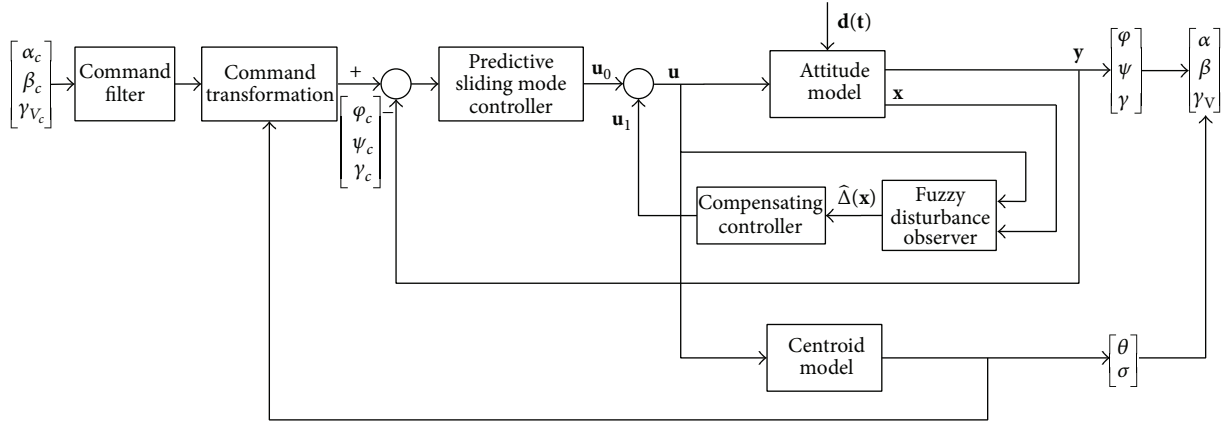 d(t)
α_c
β_c
γ_{V_c}
Command
filter
Command
transformation
+
−
φ_c
ψ_c
γ_c
Predictive
sliding mode
controller
u_0
u_1
u
Attitude
model
x
y
φ
ψ
γ
α
β
γ_V
Compensating
controller
Δ̂(x)
Fuzzy
disturbance
observer
Centroid
model
θ
σ